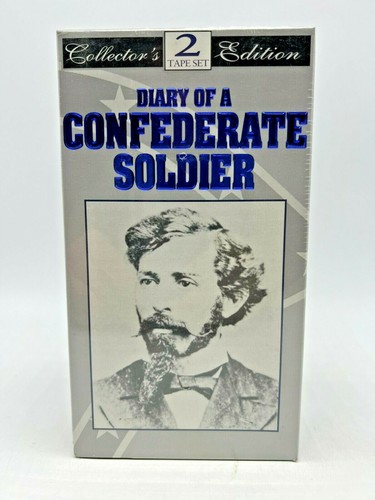 Collector's 2 Edition
TAPE SET
DIARY OF A
CONFEDERATE
SOLDIER